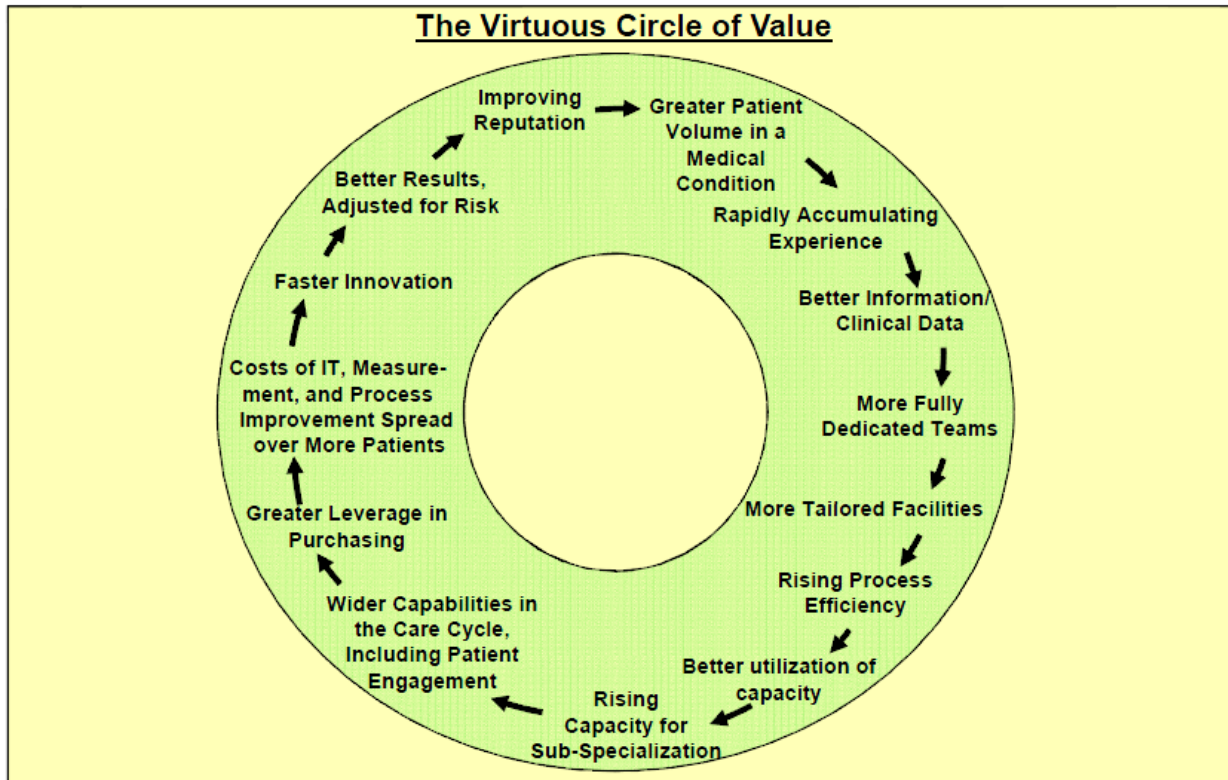 The Virtuous Circle of Value
Improving
Reputation
Greater Patient
Volume in a
Medical
Condition
Rapidly Accumulating
Experience
Better Information/
Clinical Data
More Fully
Dedicated Teams
More Tailored Facilities
Rising Process
Efficiency
Better utilization of
capacity
Rising
Capacity for
Sub-Specialization
Wider Capabilities in
the Care Cycle,
Including Patient
Engagement
Greater Leverage in
Purchasing
Costs of IT, Measure-
ment, and Process
Improvement Spread
over More Patients
Faster Innovation
Better Results,
Adjusted for Risk